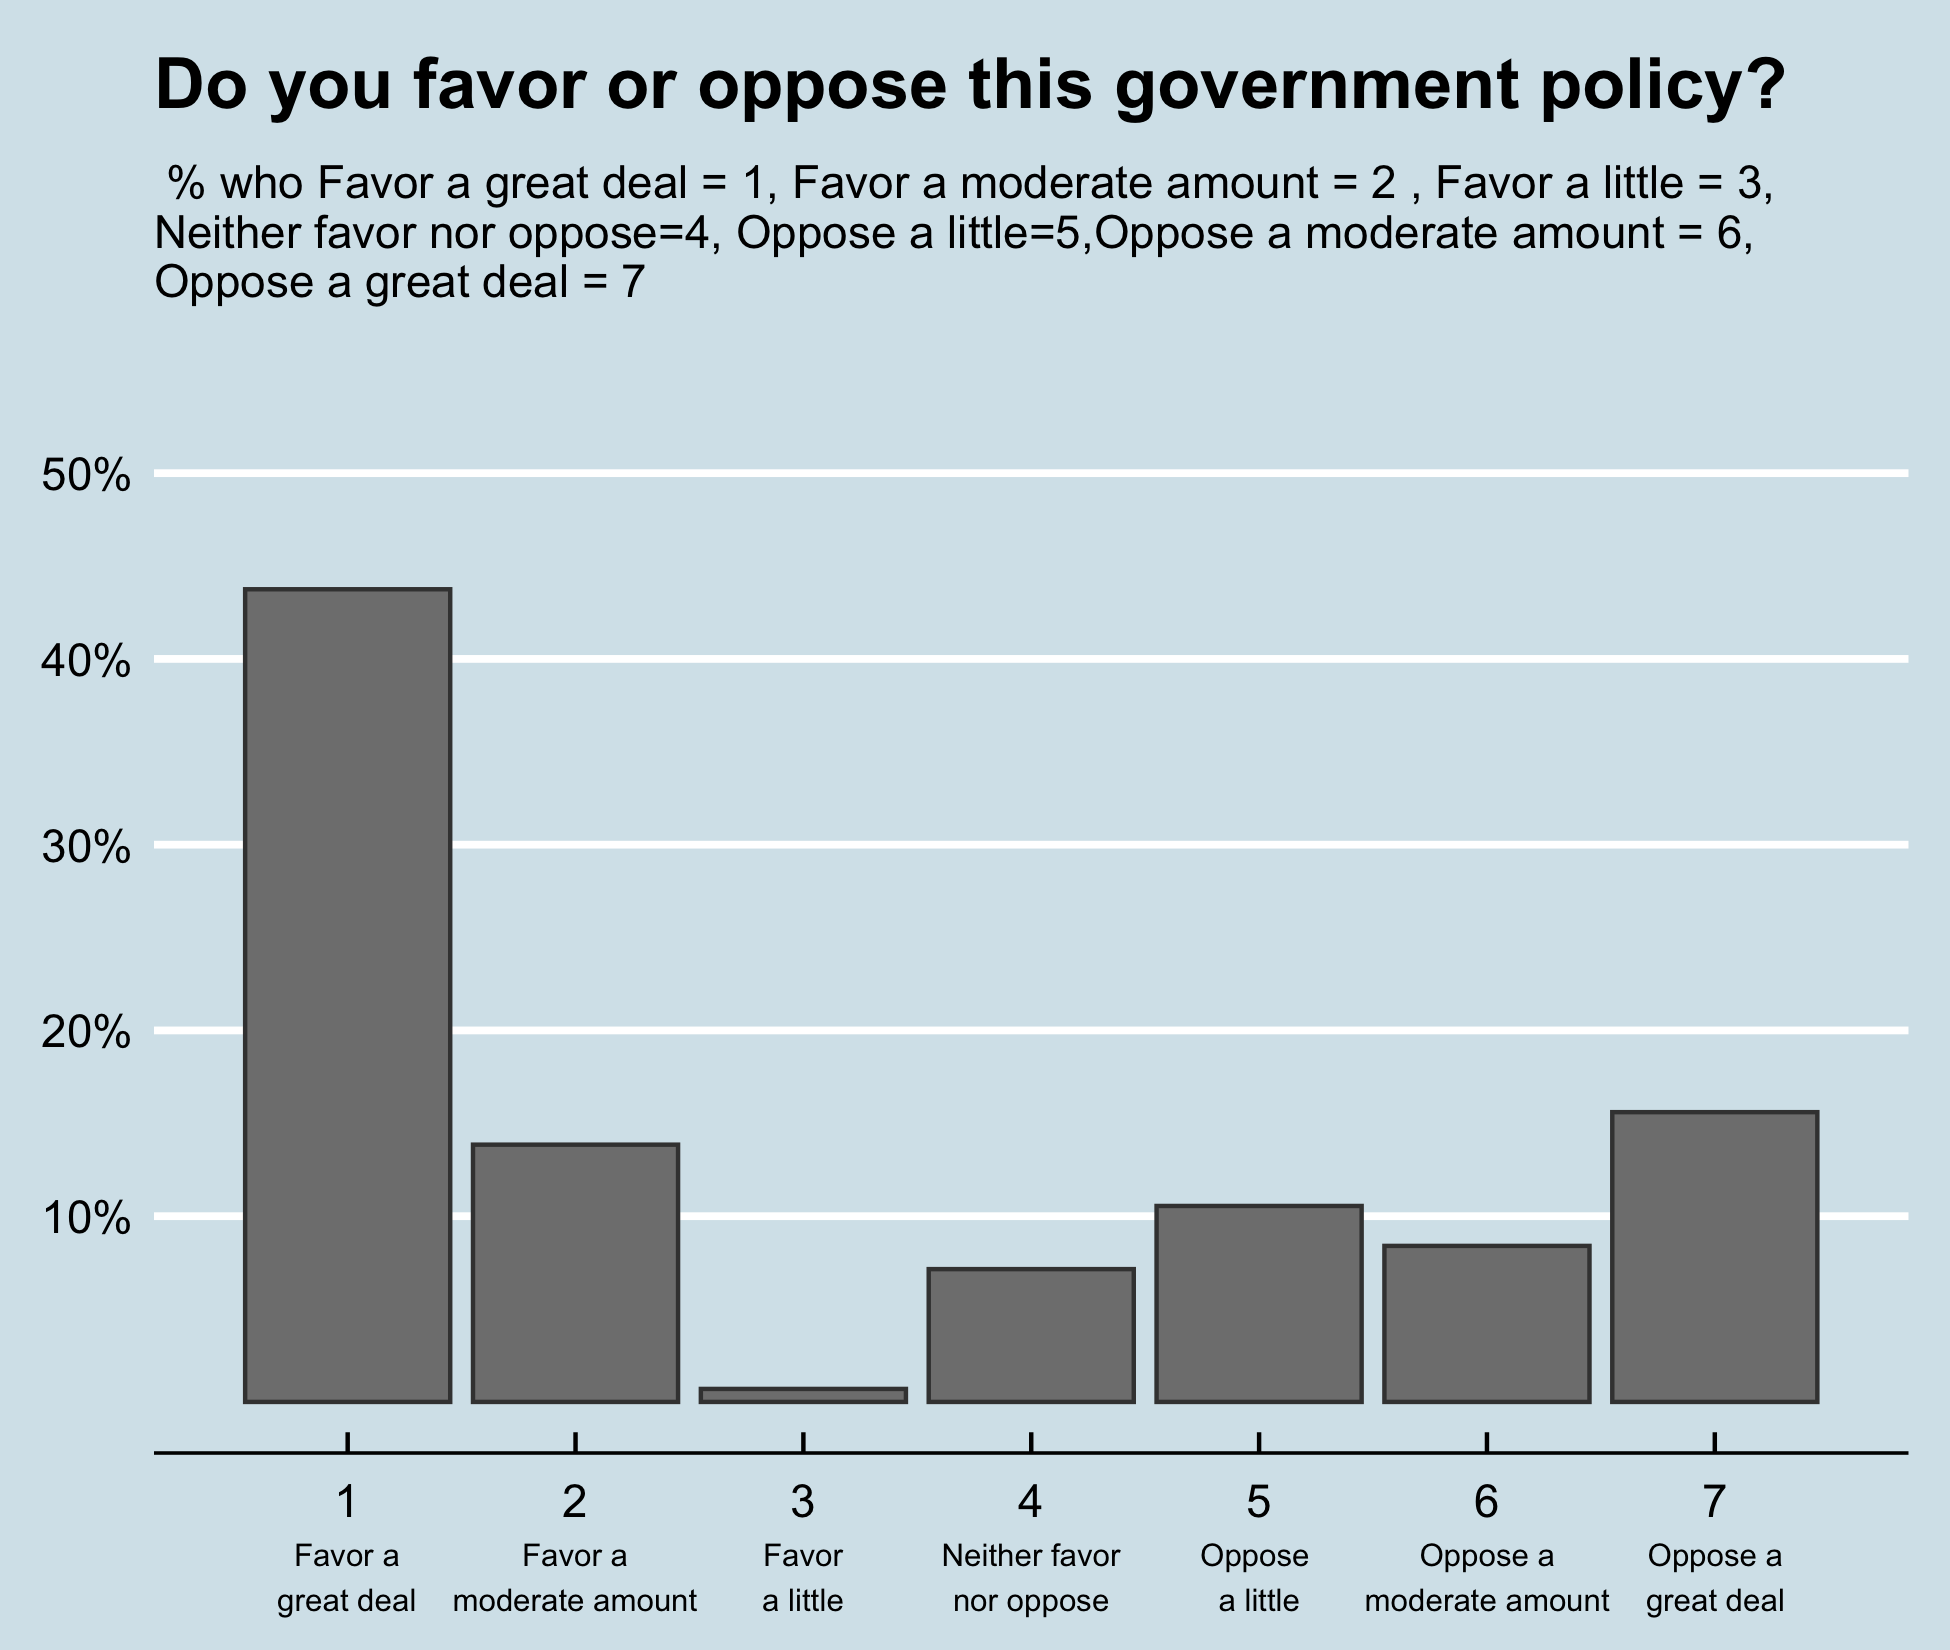 Do you favor or oppose this government policy?
% who Favor a great deal = 1, Favor a moderate amount = 2 , Favor a little = 3,
Neither favor nor oppose=4, Oppose a little=5,Oppose a moderate amount = 6,
Oppose a great deal = 7
50%
40%
30%
20%
10%
1 2 3 4 5 6 7
Favor a Favor a Favor Neither favor Oppose Oppose a Oppose a
great deal moderate amount a little nor oppose a little moderate amount great deal